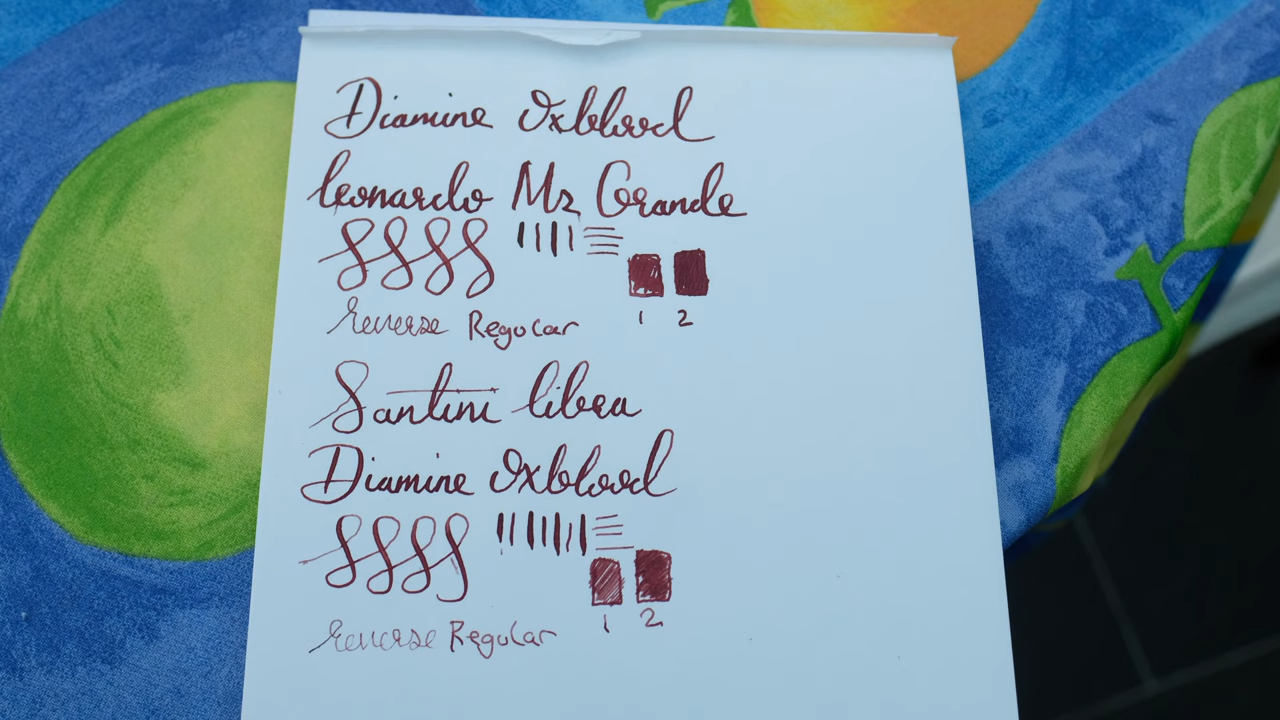 Diamine Oxblood
Leonardo Mz Grande
Reverse Regular
1 2
Santini libra
Diamine Oxblood
1 2
Reverse Regular